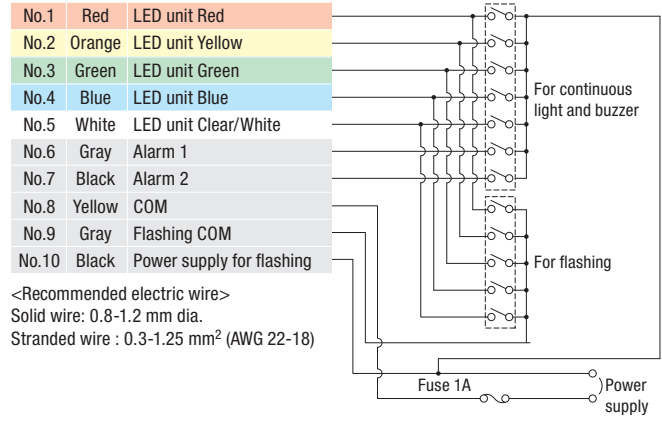 No.1 Red LED unit Red
No.2 Orange LED unit Yellow
No.3 Green LED unit Green
No.4 Blue LED unit Blue
No.5 White LED unit Clear/White
No.6 Gray Alarm 1
No.7 Black Alarm 2
No.8 Yellow COM
No.9 Gray Flashing COM
No.10 Black Power supply for flashing
<Recommended electric wire>
Solid wire: 0.8-1.2 mm dia.
Stranded wire : 0.3-1.25 mm² (AWG 22-18)
For continuous
light and buzzer
For flashing
Fuse 1A
Power
supply